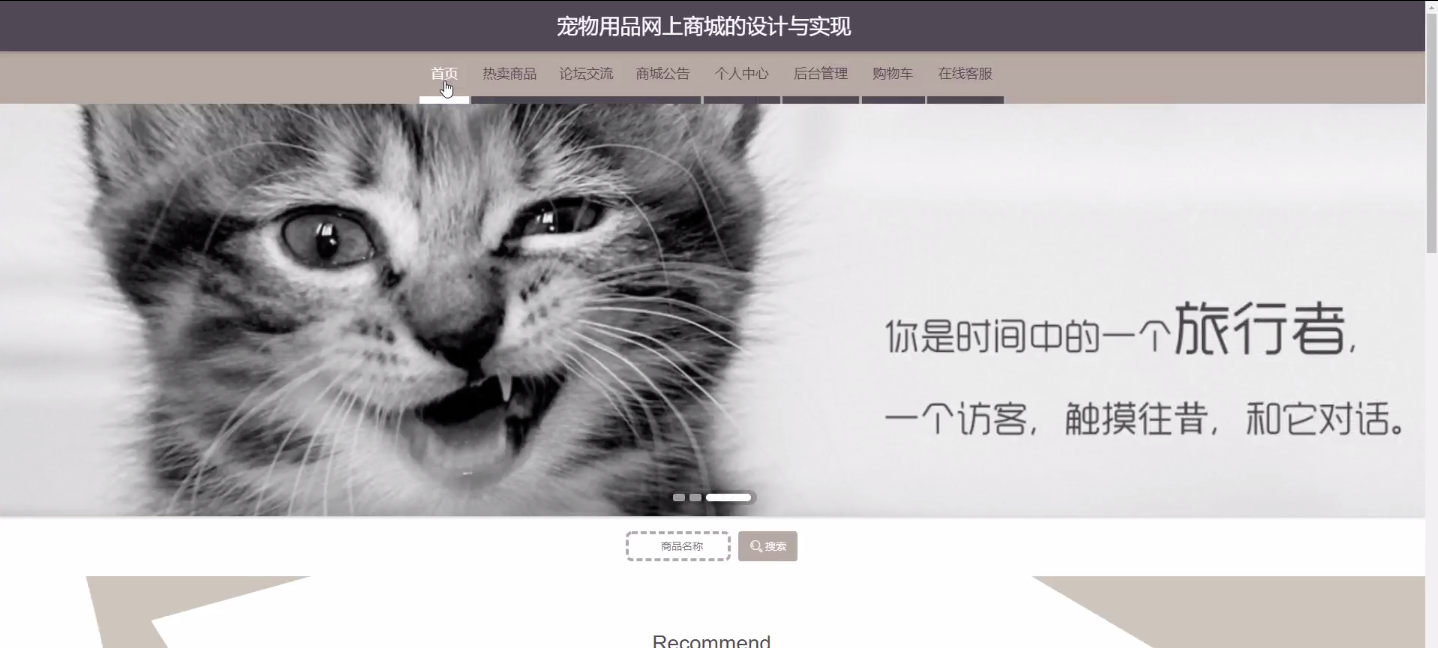 宠物用品网上商城的设计与实现
首页 热卖商品 论坛交流 商城公告 个人中心 后台管理 购物车 在线客服
你是时间中的一个旅行者，
一个访客，触摸往昔，和它对话。
商品名称 搜索
Recommend